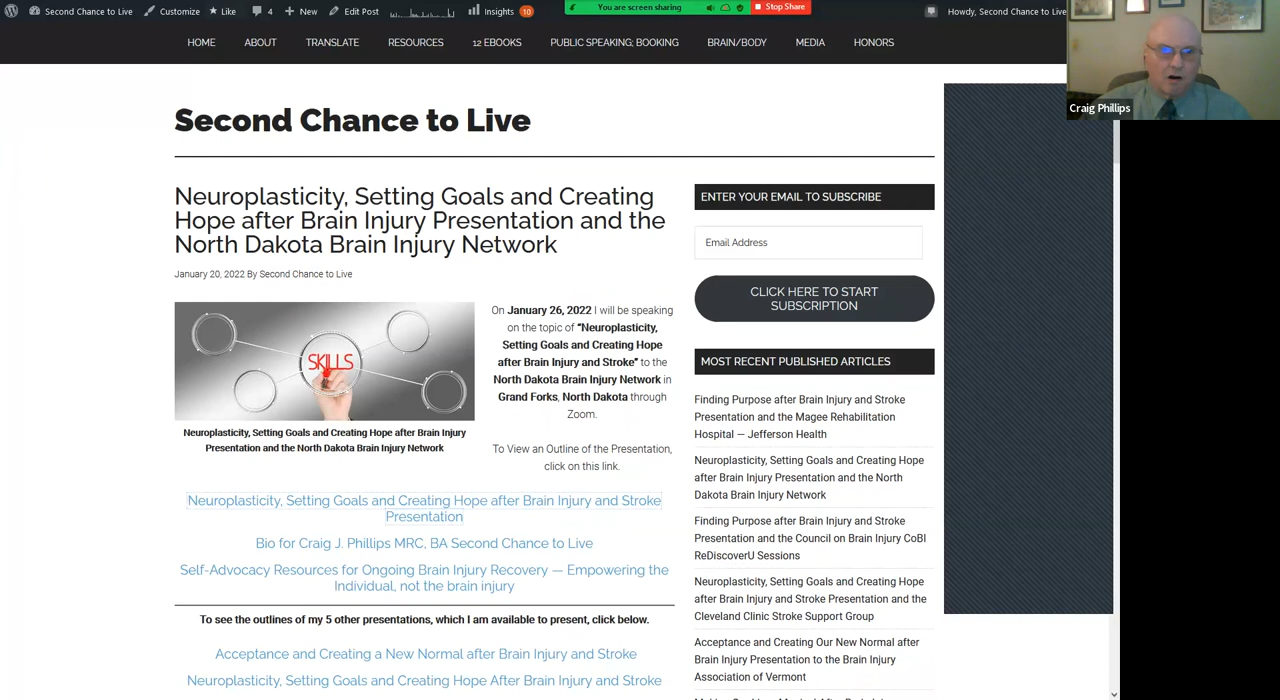 Second Chance to Live Customize Like 4 New Edit Post Insights 10 You are screen sharing Stop Share Howdy, Second Chance to Live
HOME ABOUT TRANSLATE RESOURCES 12 EBOOKS PUBLIC SPEAKING; BOOKING BRAIN/BODY MEDIA HONORS
Craig Phillips
Second Chance to Live
Neuroplasticity, Setting Goals and Creating
Hope after Brain Injury Presentation and the
North Dakota Brain Injury Network
January 20, 2022 By Second Chance to Live
SKILLS
Neuroplasticity, Setting Goals and Creating Hope after Brain Injury
Presentation and the North Dakota Brain Injury Network
On January 26, 2022 I will be speaking
on the topic of “Neuroplasticity,
Setting Goals and Creating Hope
after Brain Injury and Stroke” to the
North Dakota Brain Injury Network in
Grand Forks, North Dakota through
Zoom.
To View an Outline of the Presentation,
click on this link.
Neuroplasticity, Setting Goals and Creating Hope after Brain Injury and Stroke
Presentation
Bio for Craig J. Phillips MRC, BA Second Chance to Live
Self-Advocacy Resources for Ongoing Brain Injury Recovery — Empowering the
Individual, not the brain injury
To see the outlines of my 5 other presentations, which I am available to present, click below.
Acceptance and Creating a New Normal after Brain Injury and Stroke
Neuroplasticity, Setting Goals and Creating Hope After Brain Injury and Stroke
ENTER YOUR EMAIL TO SUBSCRIBE
Email Address
CLICK HERE TO START
SUBSCRIPTION
MOST RECENT PUBLISHED ARTICLES
Finding Purpose after Brain Injury and Stroke
Presentation and the Magee Rehabilitation
Hospital — Jefferson Health
Neuroplasticity, Setting Goals and Creating Hope
after Brain Injury Presentation and the North
Dakota Brain Injury Network
Finding Purpose after Brain Injury and Stroke
Presentation and the Council on Brain Injury CoBI
ReDiscoverU Sessions
Neuroplasticity, Setting Goals and Creating Hope
after Brain Injury and Stroke Presentation and the
Cleveland Clinic Stroke Support Group
Acceptance and Creating Our New Normal after
Brain Injury Presentation to the Brain Injury
Association of Vermont